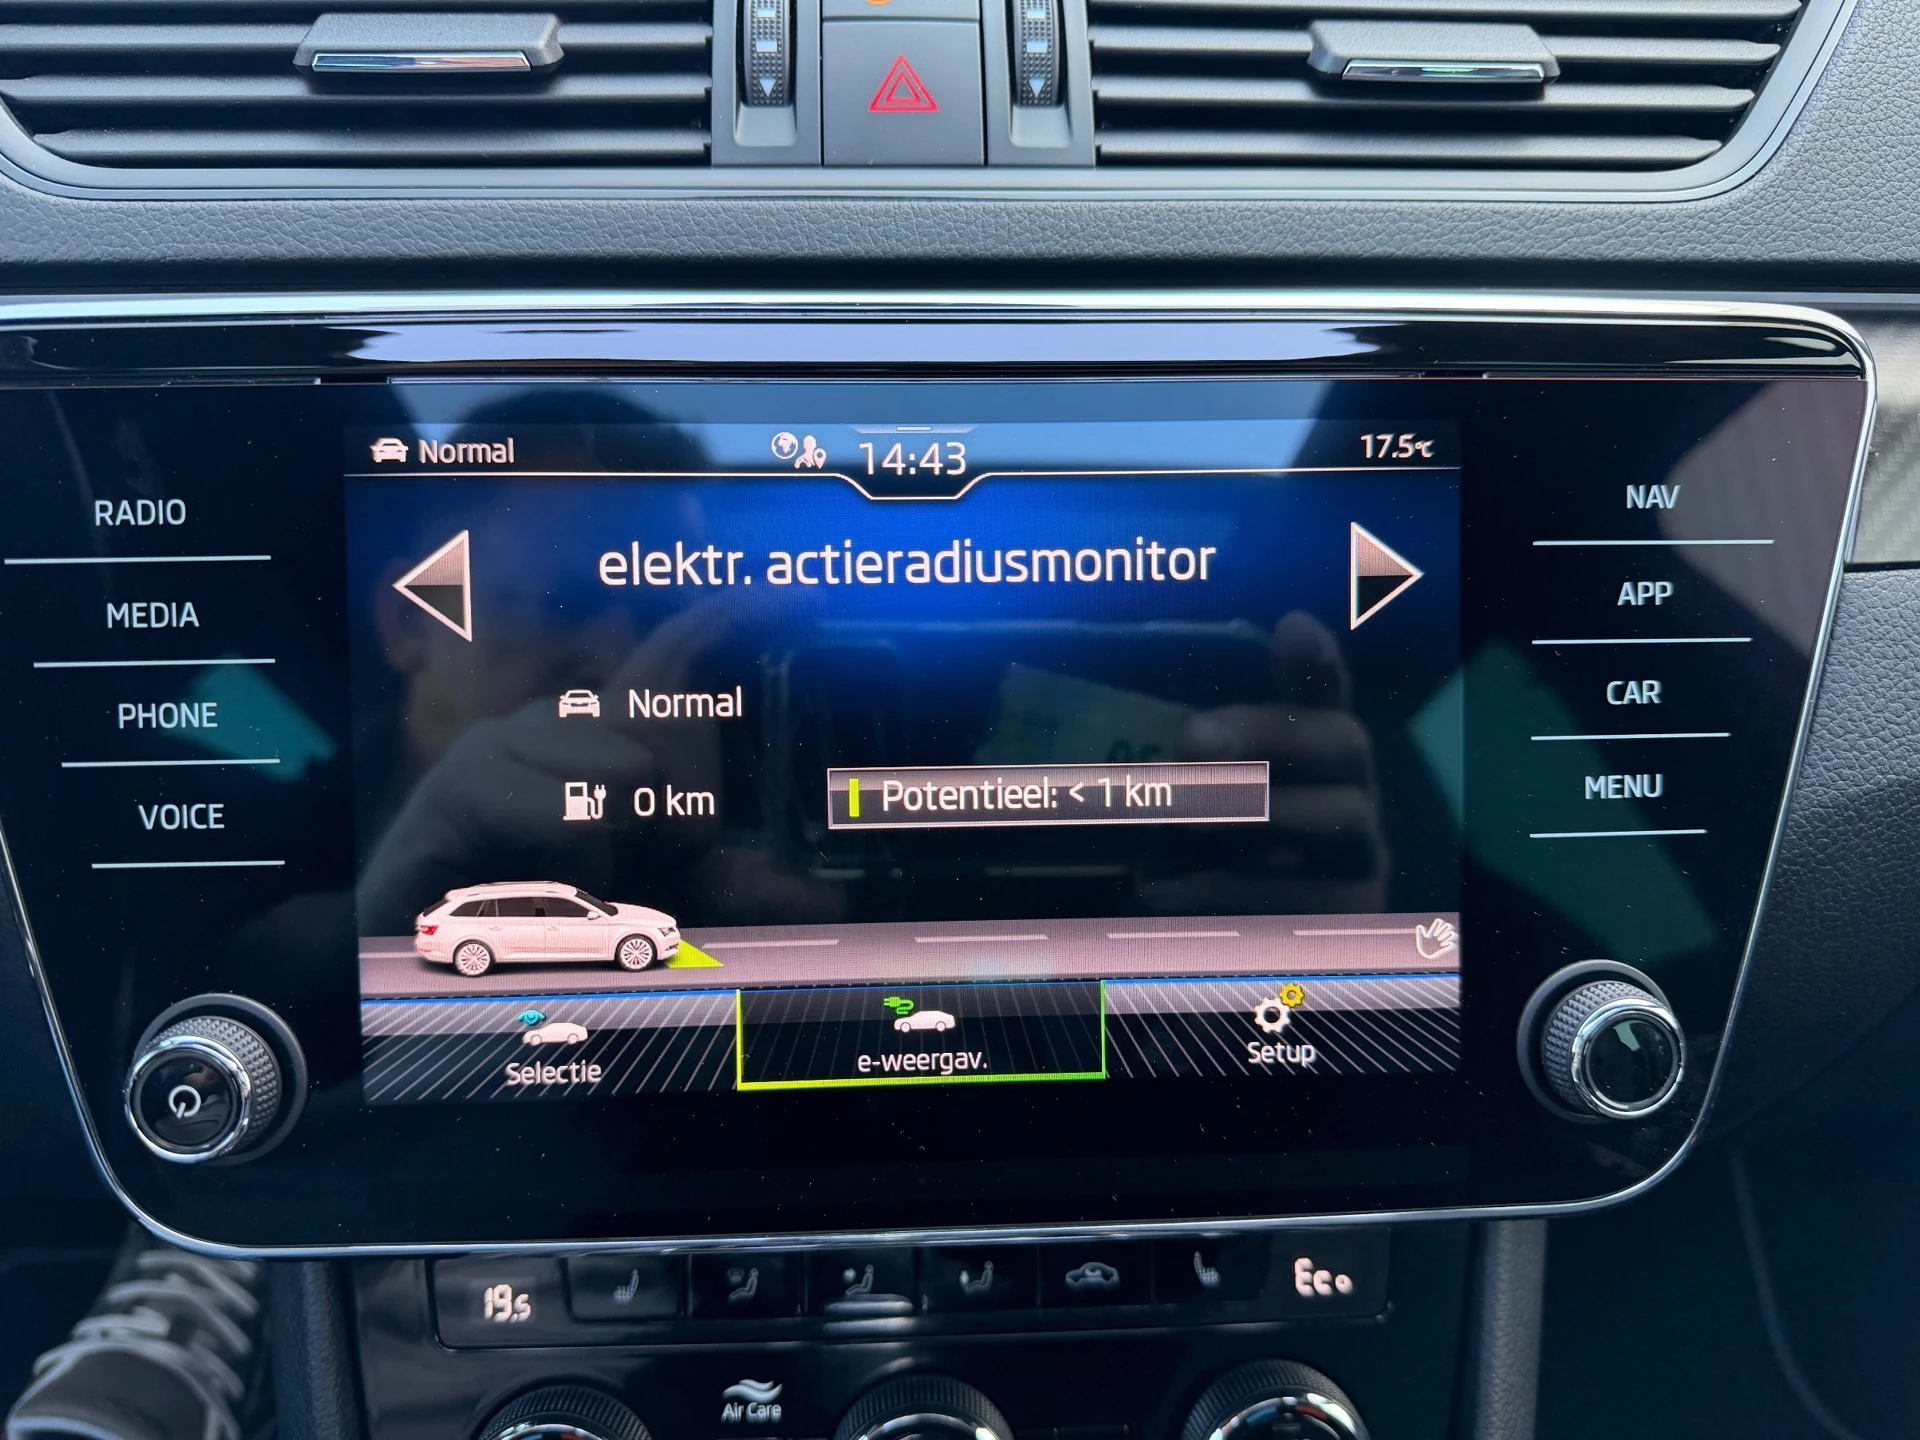 Normal
14:43
17.5°C
RADIO
MEDIA
PHONE
VOICE
NAV
APP
CAR
MENU
elektr. actieradiusmonitor
Normal
0 km
Potentieel: < 1 km
Selectie
e-weergav.
Setup
19.5
Eco
Air Care